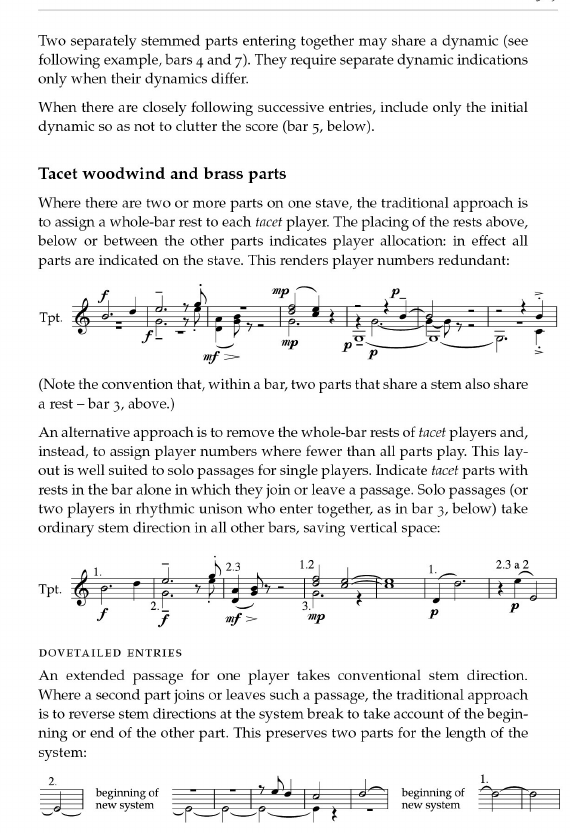 Two separately stemmed parts entering together may share a dynamic (see
following example, bars 4 and 7). They require separate dynamic indications
only when their dynamics differ.
When there are closely following successive entries, include only the initial
dynamic so as not to clutter the score (bar 5, below).
Tacet woodwind and brass parts
Where there are two or more parts on one stave, the traditional approach is
to assign a whole-bar rest to each tacet player. The placing of the rests above,
below or between the other parts indicates player allocation: in effect all
parts are indicated on the stave. This renders player numbers redundant:
f mp p
Tpt.
f mf mp p p
(Note the convention that, within a bar, two parts that share a stem also share
a rest – bar 3, above.)
An alternative approach is to remove the whole-bar rests of tacet players and,
instead, to assign player numbers where fewer than all parts play. This lay-
out is well suited to solo passages for single players. Indicate tacet parts with
rests in the bar alone in which they join or leave a passage. Solo passages (or
two players in rhythmic unison who enter together, as in bar 3, below) take
ordinary stem direction in all other bars, saving vertical space:
1. 2.3 1.2 1. 2.3 a 2
Tpt.
2. 3.
f f mf mp p p
DOVETAILED ENTRIES
An extended passage for one player takes conventional stem direction.
Where a second part joins or leaves such a passage, the traditional approach
is to reverse stem directions at the system break to take account of the begin-
ning or end of the other part. This preserves two parts for the length of the
system:
2. 1.
beginning of beginning of
new system new system